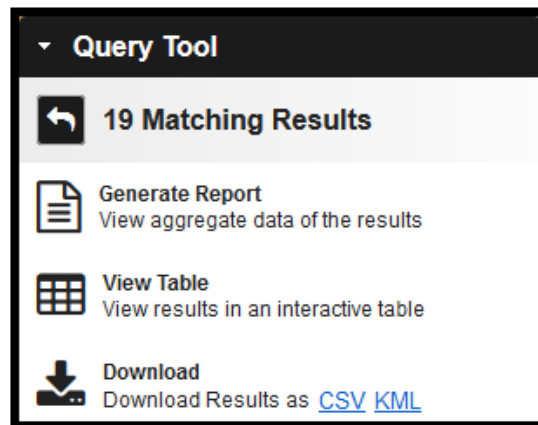 Query Tool
19 Matching Results
Generate Report
View aggregate data of the results
View Table
View results in an interactive table
Download
Download Results as CSV KML